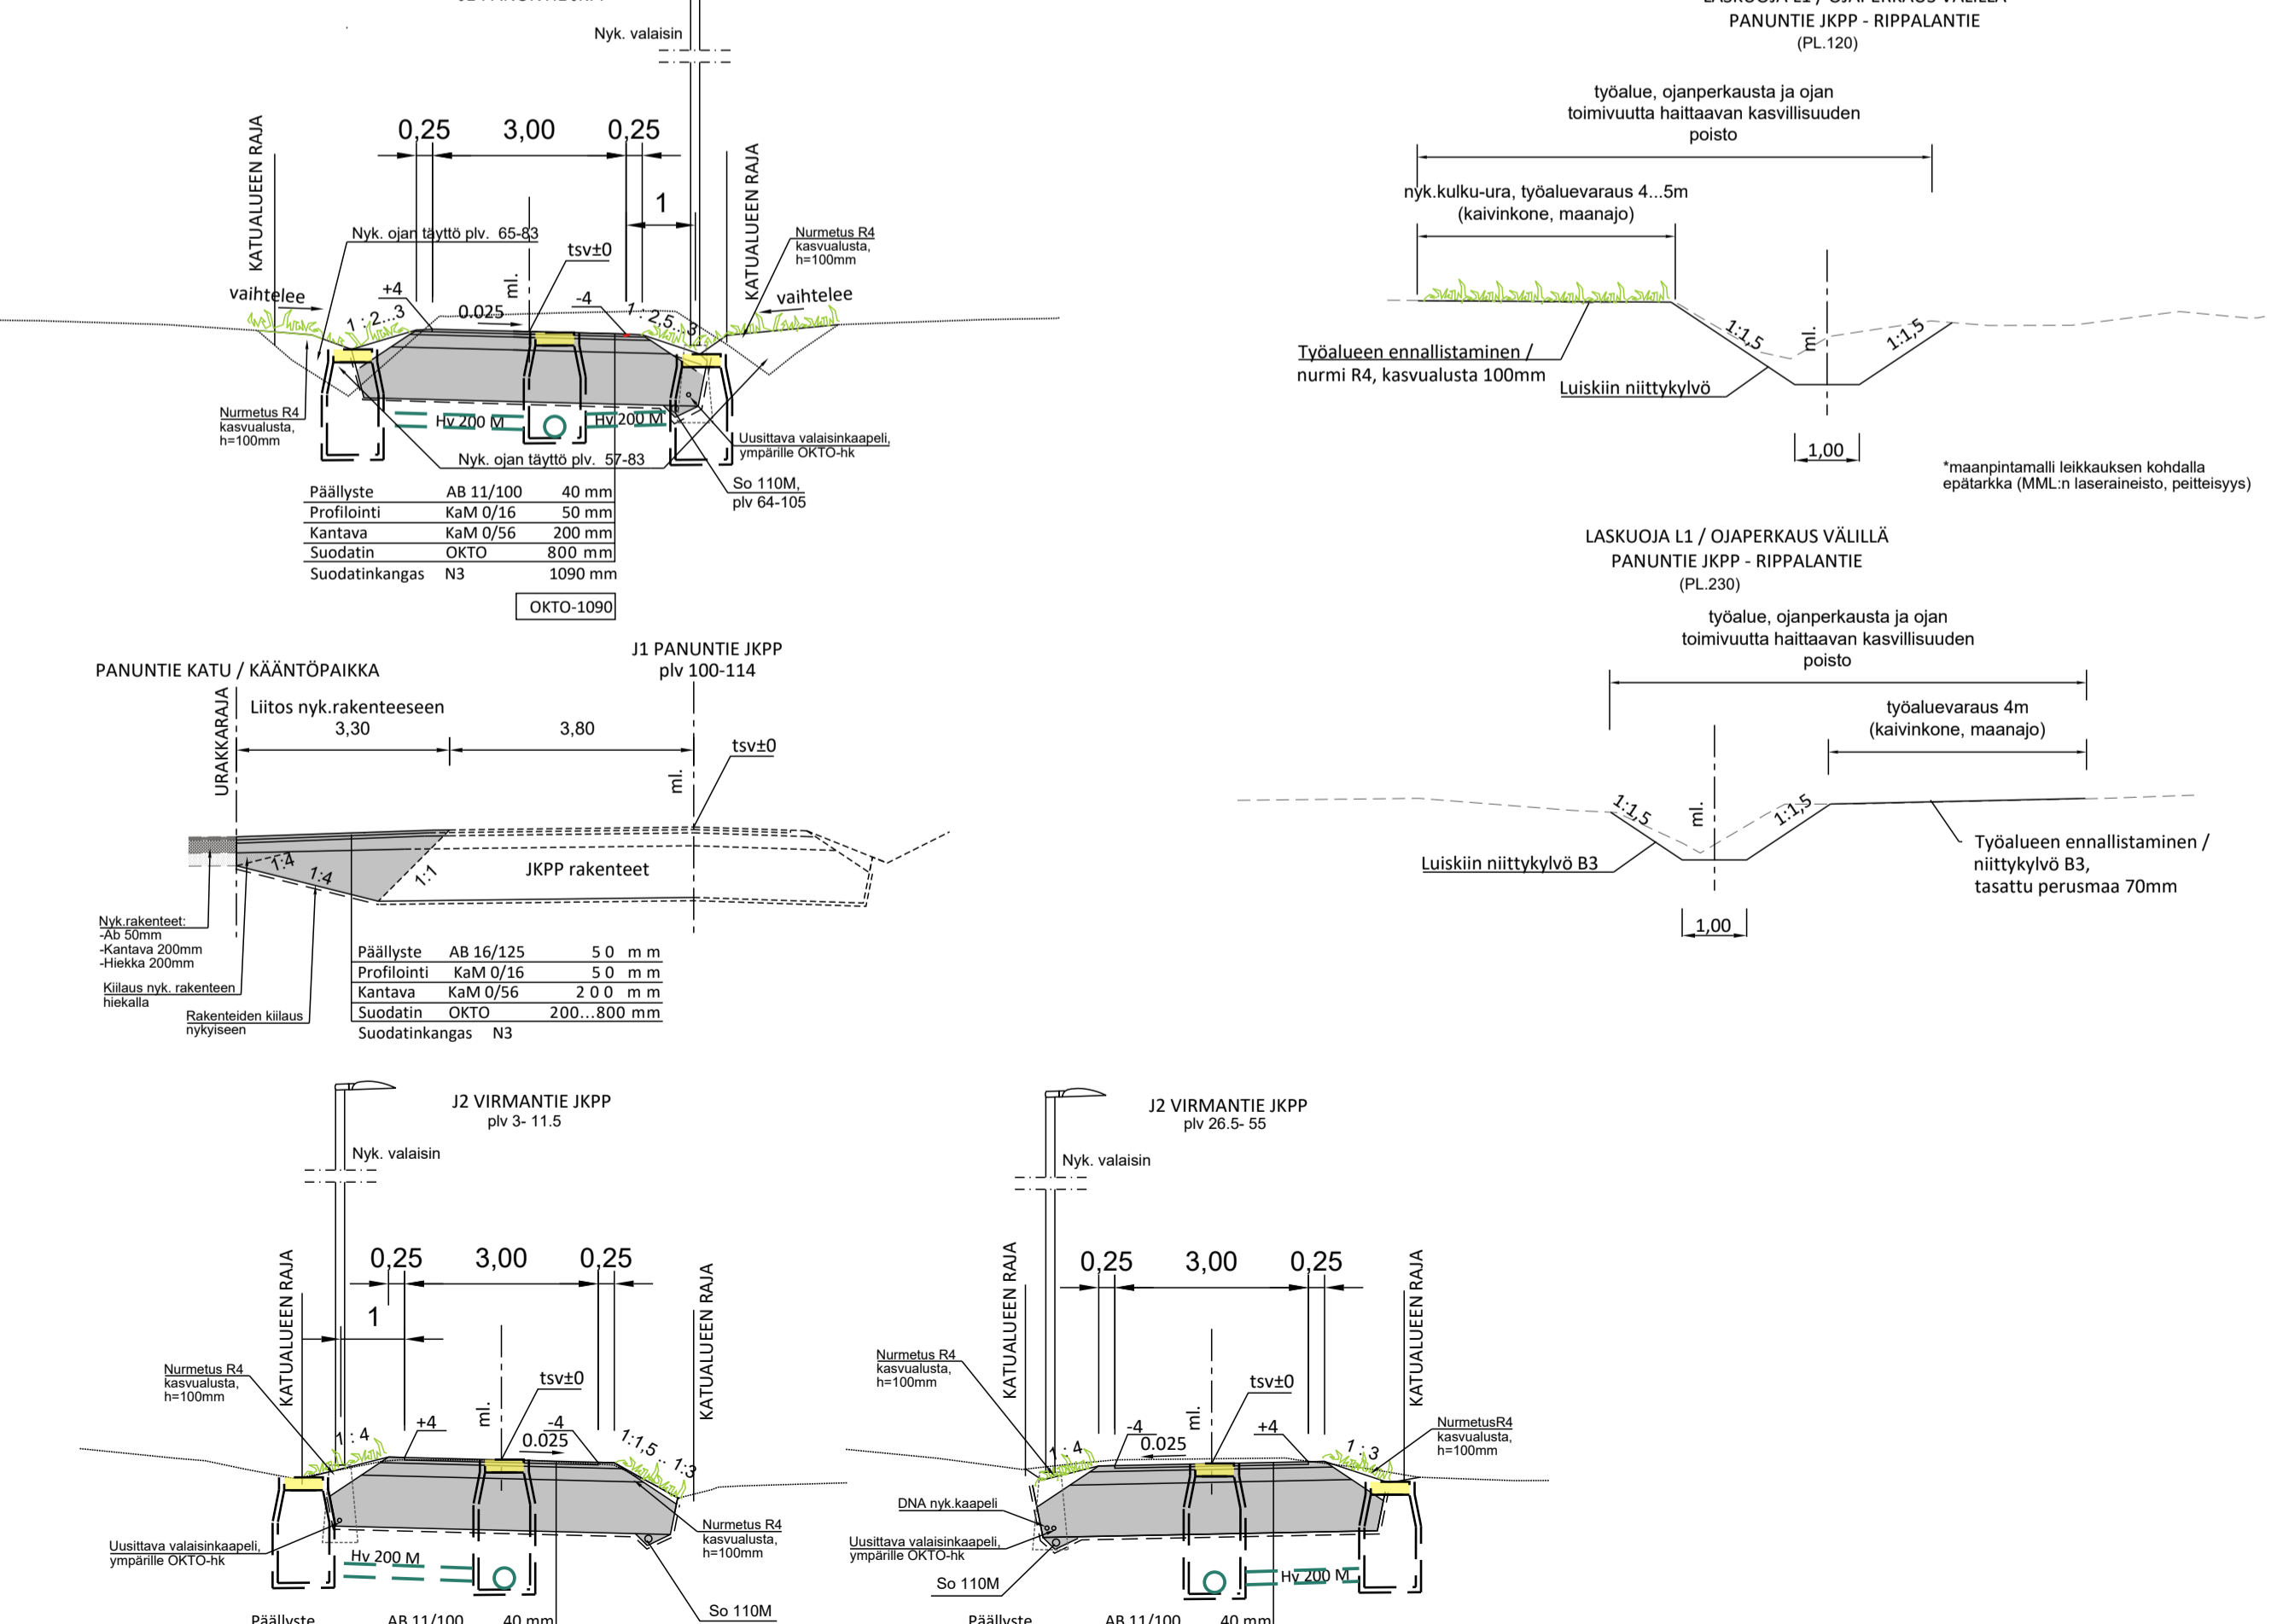 Nyk. valaisin
KATUALUEEN RAJA
0,25 3,00 0,25
1
KATUALUEEN RAJA
Nyk. ojan täyttö plv. 65-83
tsv±0
Nurmetus R4
kasvualusta,
h=100mm
ml.
vaihtelee
+4
-4
vaihtelee
1 : 2...3
0.025
1 : 2,5...3
Nurmetus R4
kasvualusta,
h=100mm
Hv 200 M
Hv 200 M
Uusittava valaisinkaapeli,
ympärille OKTO-hk
Nyk. ojan täyttö plv. 57-83
So 110M,
plv 64-105
Päällyste AB 11/100 40 mm
Profilointi KaM 0/16 50 mm
Kantava KaM 0/56 200 mm
Suodatin OKTO 800 mm
Suodatinkangas N3 1090 mm
OKTO-1090
PANUNTIE JKPP - RIPPALANTIE
(PL.120)
työalue, ojanperkausta ja ojan
toimivuutta haittaavan kasvillisuuden
poisto
nyk.kulku-ura, työaluevaraus 4...5m
(kaivinkone, maanajo)
1:1,5
ml.
1:1,5
Työalueen ennallistaminen /
nurmi R4, kasvualusta 100mm
Luiskiin niittykylvö
1,00
*maanpintamalli leikkauksen kohdalla
epätarkka (MML:n laseraineisto, peitteisyys)
LASKUOJA L1 / OJAPERKAUS VÄLILLÄ
PANUNTIE JKPP - RIPPALANTIE
(PL.230)
työalue, ojanperkausta ja ojan
toimivuutta haittaavan kasvillisuuden
poisto
työaluevaraus 4m
(kaivinkone, maanajo)
1:1,5
ml.
1:1,5
Luiskiin niittykylvö B3
Työalueen ennallistaminen /
niittykylvö B3,
tasattu perusmaa 70mm
1,00
PANUNTIE KATU / KÄÄNTÖPAIKKA
J1 PANUNTIE JKPP
plv 100-114
URAKKARAJA
Liitos nyk.rakenteeseen
3,30 3,80
tsv±0
ml.
1:4
1:4
1:1
JKPP rakenteet
Nyk.rakenteet:
-Ab 50mm
-Kantava 200mm
-Hiekka 200mm
Kiilaus nyk. rakenteen
hiekalla
Rakenteiden kiilaus
nykyiseen
Päällyste AB 16/125 50 mm
Profilointi KaM 0/16 50 mm
Kantava KaM 0/56 200 mm
Suodatin OKTO 200...800 mm
Suodatinkangas N3
J2 VIRMANTIE JKPP
plv 3- 11.5
Nyk. valaisin
KATUALUEEN RAJA
0,25 3,00 0,25
1
KATUALUEEN RAJA
Nurmetus R4
kasvualusta,
h=100mm
tsv±0
ml.
+4
-4
1 : 4
0.025
1:1,5 .. 1:3
Uusittava valaisinkaapeli,
ympärille OKTO-hk
Hv 200 M
Nurmetus R4
kasvualusta,
h=100mm
So 110M
Päällyste AB 11/100 40 mm
J2 VIRMANTIE JKPP
plv 26.5- 55
Nyk. valaisin
KATUALUEEN RAJA
0,25 3,00 0,25
KATUALUEEN RAJA
Nurmetus R4
kasvualusta,
h=100mm
tsv±0
ml.
-4
+4
1 : 4
0.025
1 : 3
NurmetusR4
kasvualusta,
h=100mm
DNA nyk.kaapeli
Uusittava valaisinkaapeli,
ympärille OKTO-hk
So 110M
Hv 200 M
Päällyste AB 11/100 40 mm